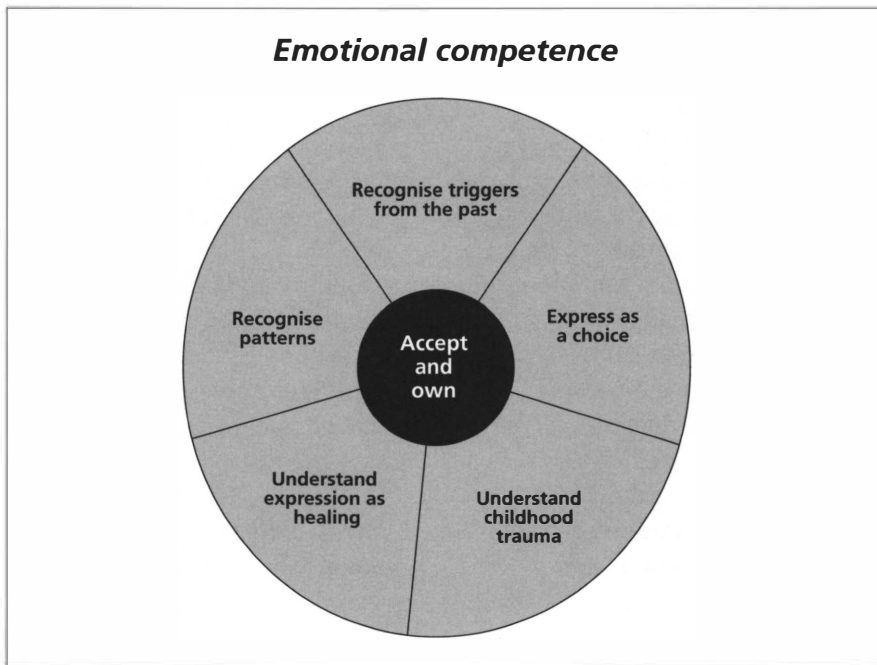 Emotional competence
Recognise triggers
from the past
Express as
a choice
Understand
childhood
trauma
Understand
expression as
healing
Recognise
patterns
Accept
and
own